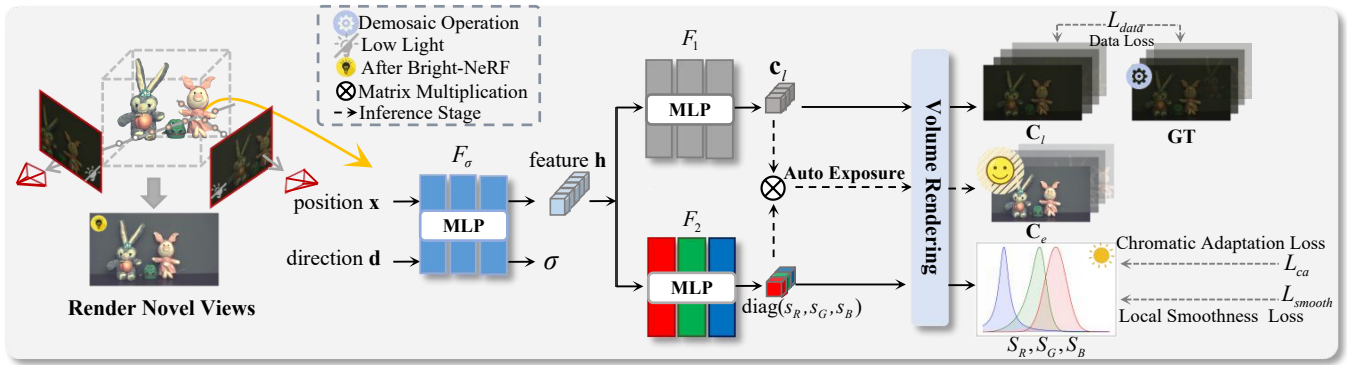 Demosaic Operation
Low Light
After Bright-NeRF
Matrix Multiplication
Inference Stage
Render Novel Views
position x
direction d
F_σ
MLP
feature h
σ
F_1
MLP
c_l
F_2
MLP
diag(s_R, s_G, s_B)
Auto Exposure
Volume Rendering
L_data
Data Loss
C_l
GT
C_e
S_R, S_G, S_B
Chromatic Adaptation Loss
L_ca
L_smooth
Local Smoothness Loss